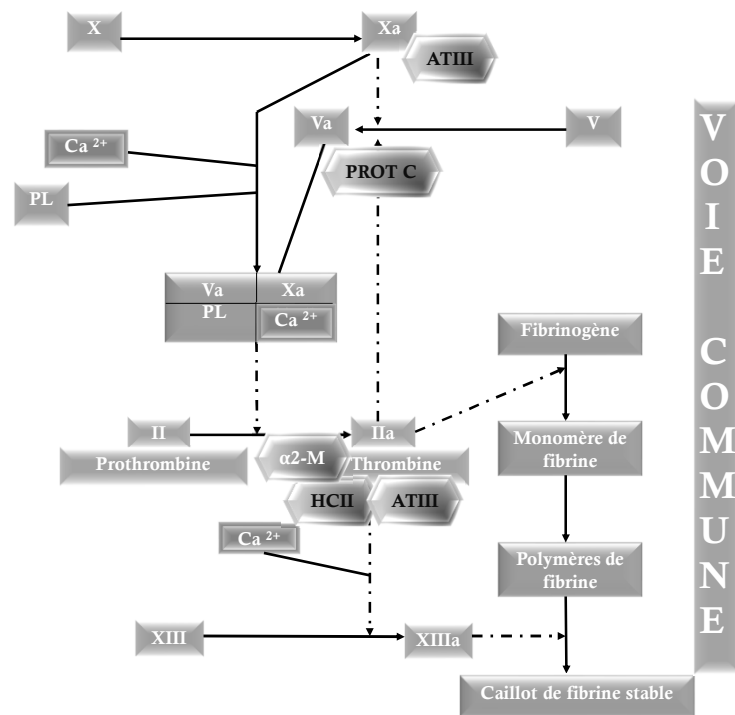 X
Xa
ATIII
Ca 2+
Va
V
PROT C
PL
Va
Xa
PL
Ca 2+
Fibrinogène
II
IIa
Prothrombine
α2-M
Thrombine
Monomère de
fibrine
HCII
ATIII
Ca 2+
Polymères de
fibrine
XIII
XIIIa
Caillot de fibrine stable
VOIE COMMUNE